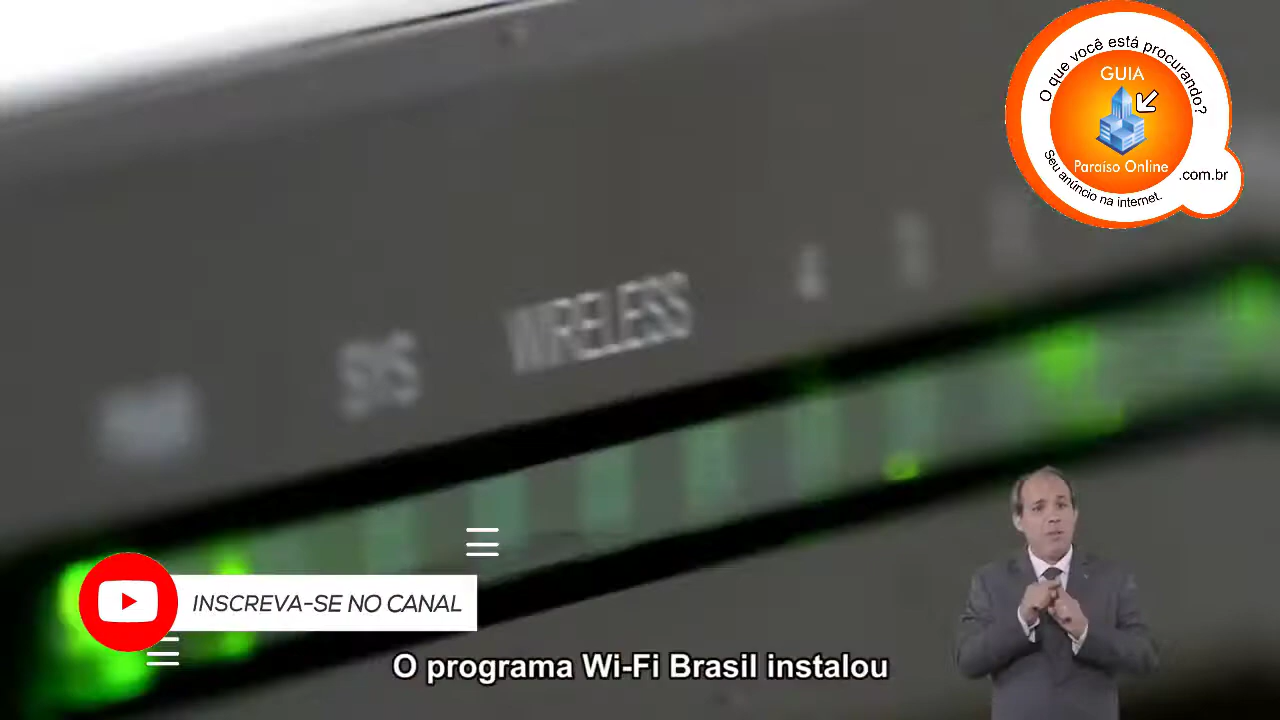 O que você está procurando?
GUIA
Paraíso Online
.com.br
Seu anúncio na internet.
SYS
WIRELESS
4
INSCREVA-SE NO CANAL
O programa Wi-Fi Brasil instalou